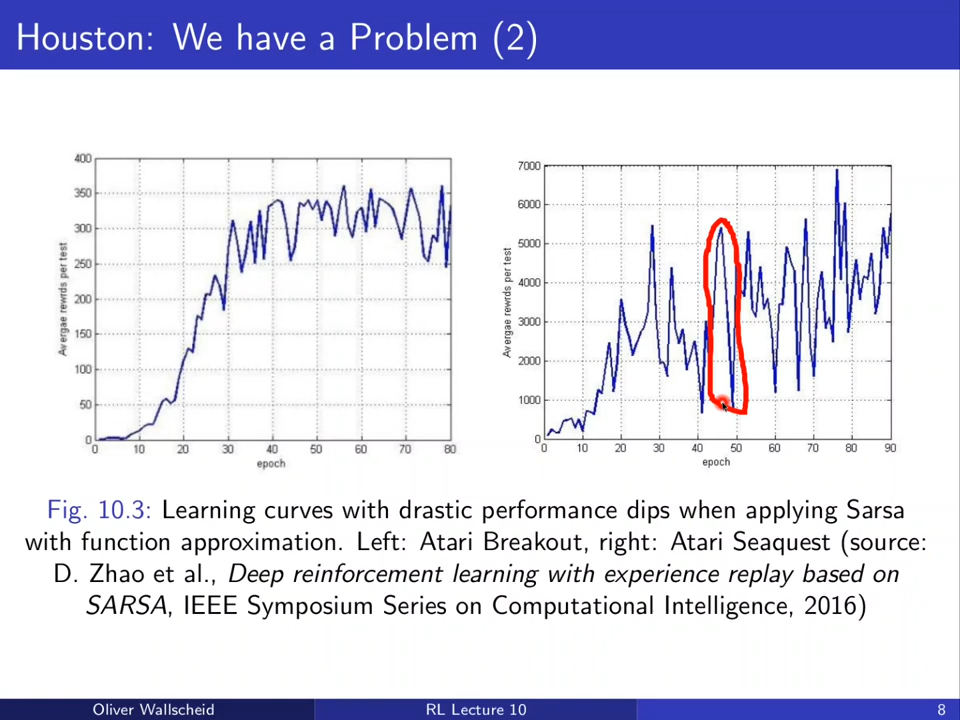 Houston: We have a Problem (2)
400
350
300
250
200
150
100
50
0
Avergae rewrds per test
0 10 20 30 40 50 60 70 80
epoch
7000
6000
5000
4000
3000
2000
1000
0
Avergae rewrds per test
0 10 20 30 40 50 60 70 80 90
epoch
Fig. 10.3: Learning curves with drastic performance dips when applying Sarsa
with function approximation. Left: Atari Breakout, right: Atari Seaquest (source:
D. Zhao et al., Deep reinforcement learning with experience replay based on
SARSA, IEEE Symposium Series on Computational Intelligence, 2016)
Oliver Wallscheid RL Lecture 10 8